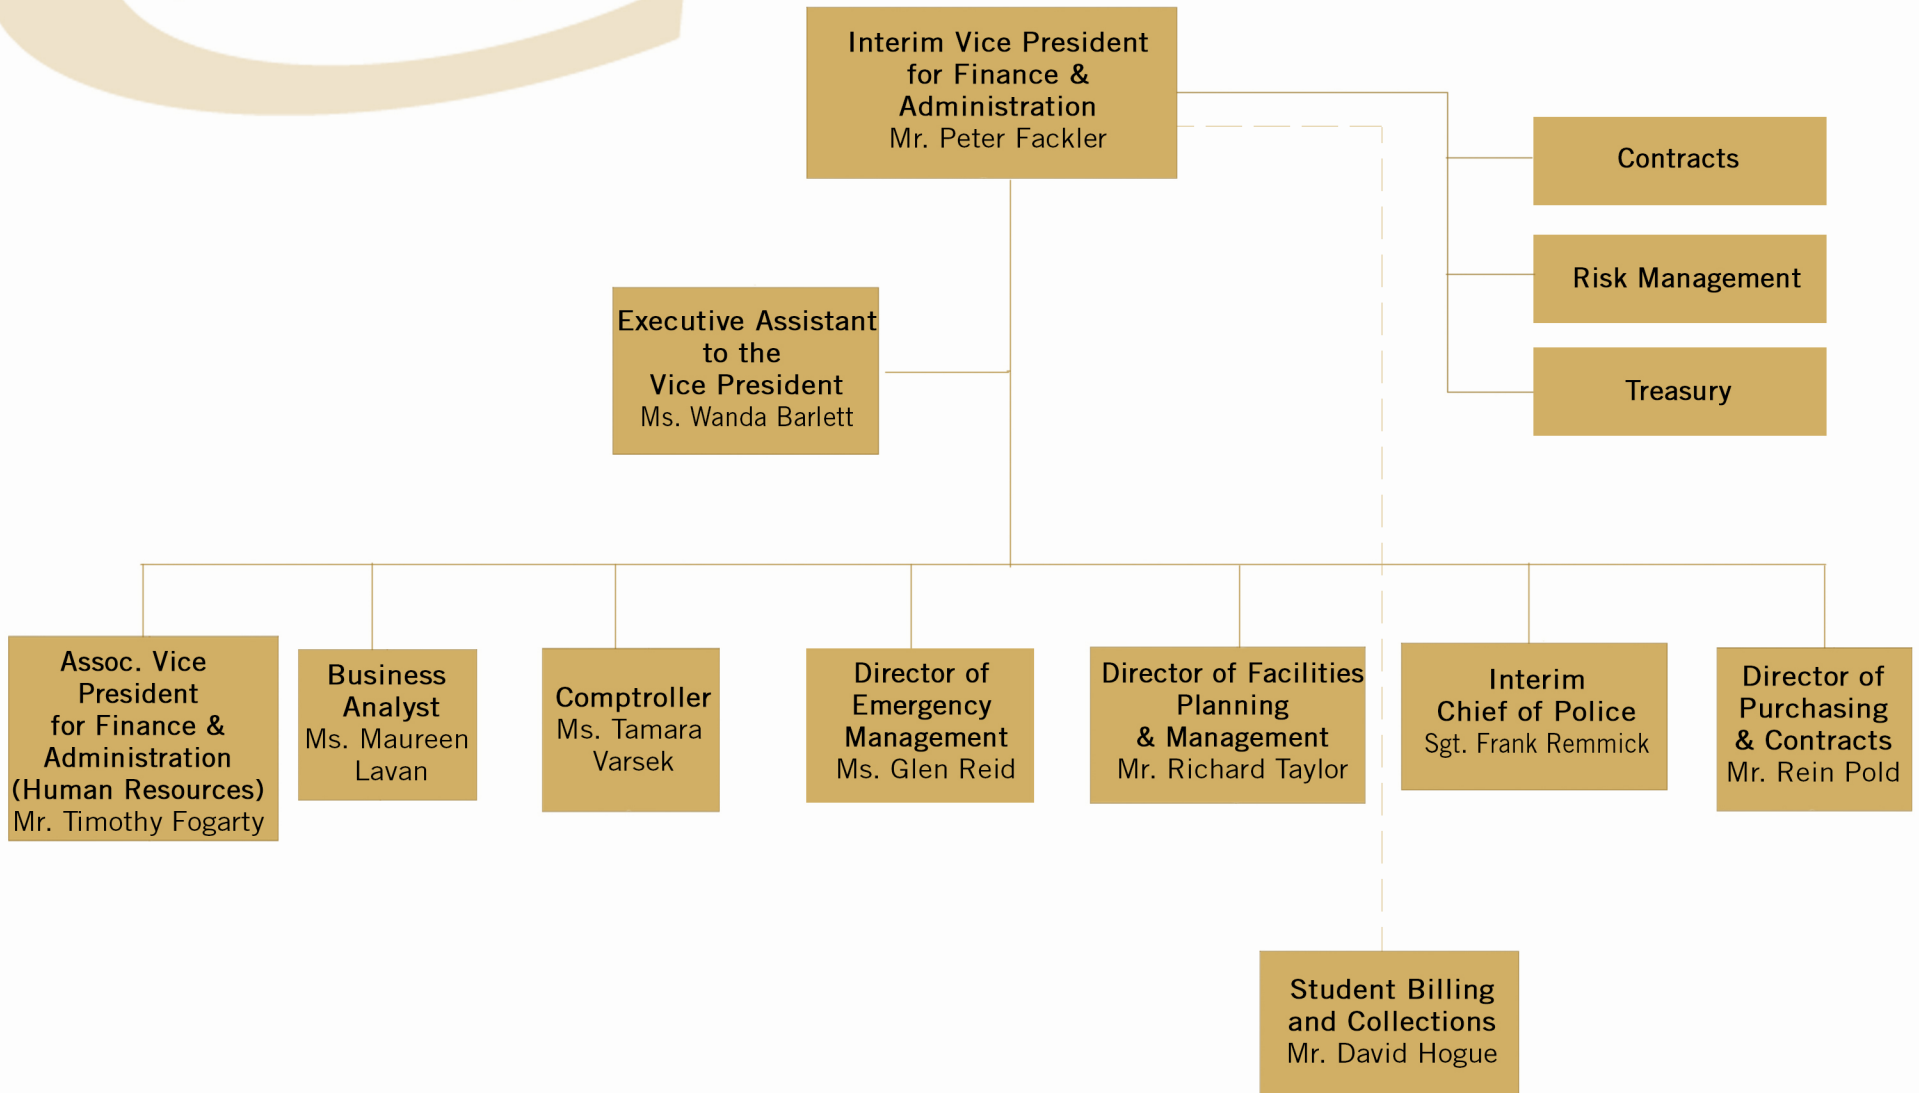 Interim Vice President
for Finance &
Administration
Mr. Peter Fackler
Contracts
Risk Management
Treasury
Executive Assistant
to the
Vice President
Ms. Wanda Barlett
Assoc. Vice
President
for Finance &
Administration
(Human Resources)
Mr. Timothy Fogarty
Business
Analyst
Ms. Maureen
Lavan
Comptroller
Ms. Tamara
Varsek
Director of
Emergency
Management
Ms. Glen Reid
Director of Facilities
Planning
& Management
Mr. Richard Taylor
Interim
Chief of Police
Sgt. Frank Remmick
Director of
Purchasing
& Contracts
Mr. Rein Pold
Student Billing
and Collections
Mr. David Hogue